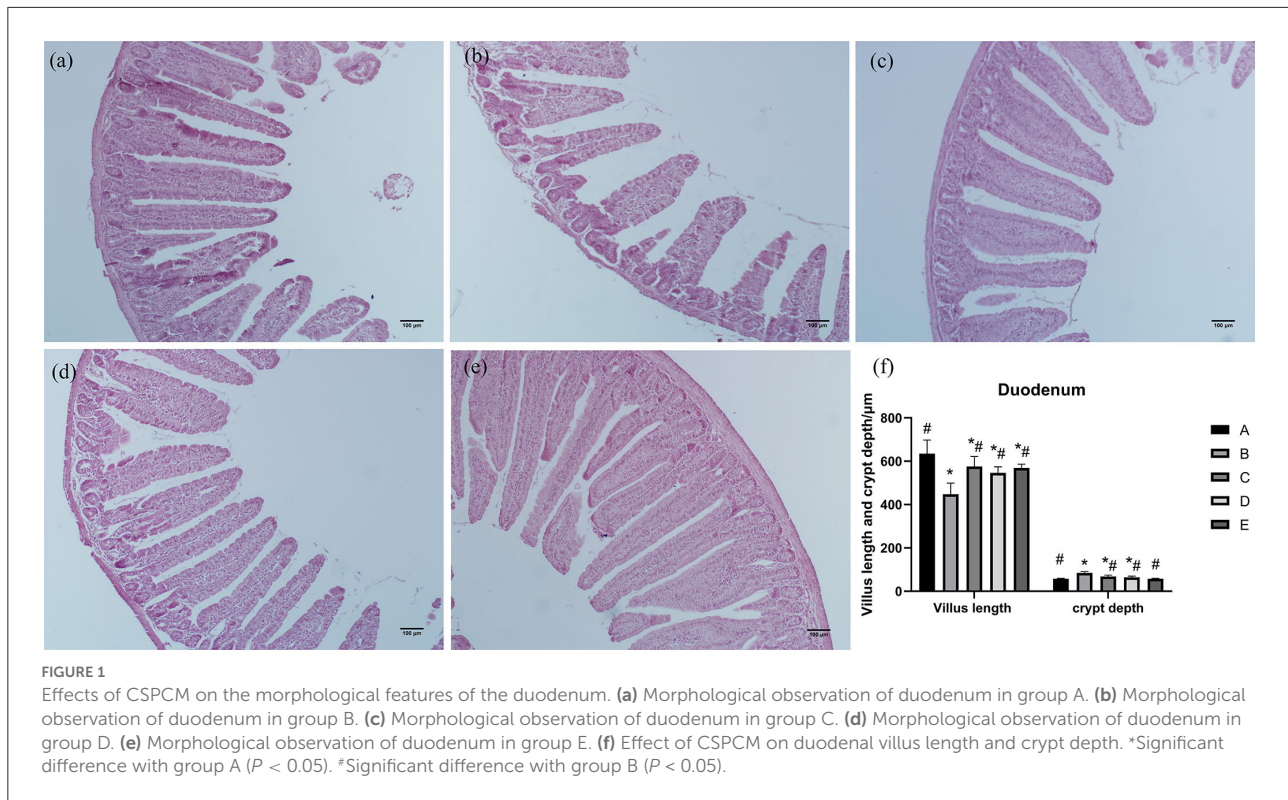 (a)
(b)
(c)
100 µm
100 µm
100 µm
(d)
(e)
(f)
100 µm
100 µm
Duodenum
Villus length and crypt depth/µm
800
600
400
200
0
#
*
*#
*#
*#
#
*
*#
*#
#
Villus length
crypt depth
A
B
C
D
E
FIGURE 1
Effects of CSPCM on the morphological features of the duodenum. (a) Morphological observation of duodenum in group A. (b) Morphological
observation of duodenum in group B. (c) Morphological observation of duodenum in group C. (d) Morphological observation of duodenum in
group D. (e) Morphological observation of duodenum in group E. (f) Effect of CSPCM on duodenal villus length and crypt depth. *Significant
difference with group A (P < 0.05). #Significant difference with group B (P < 0.05).